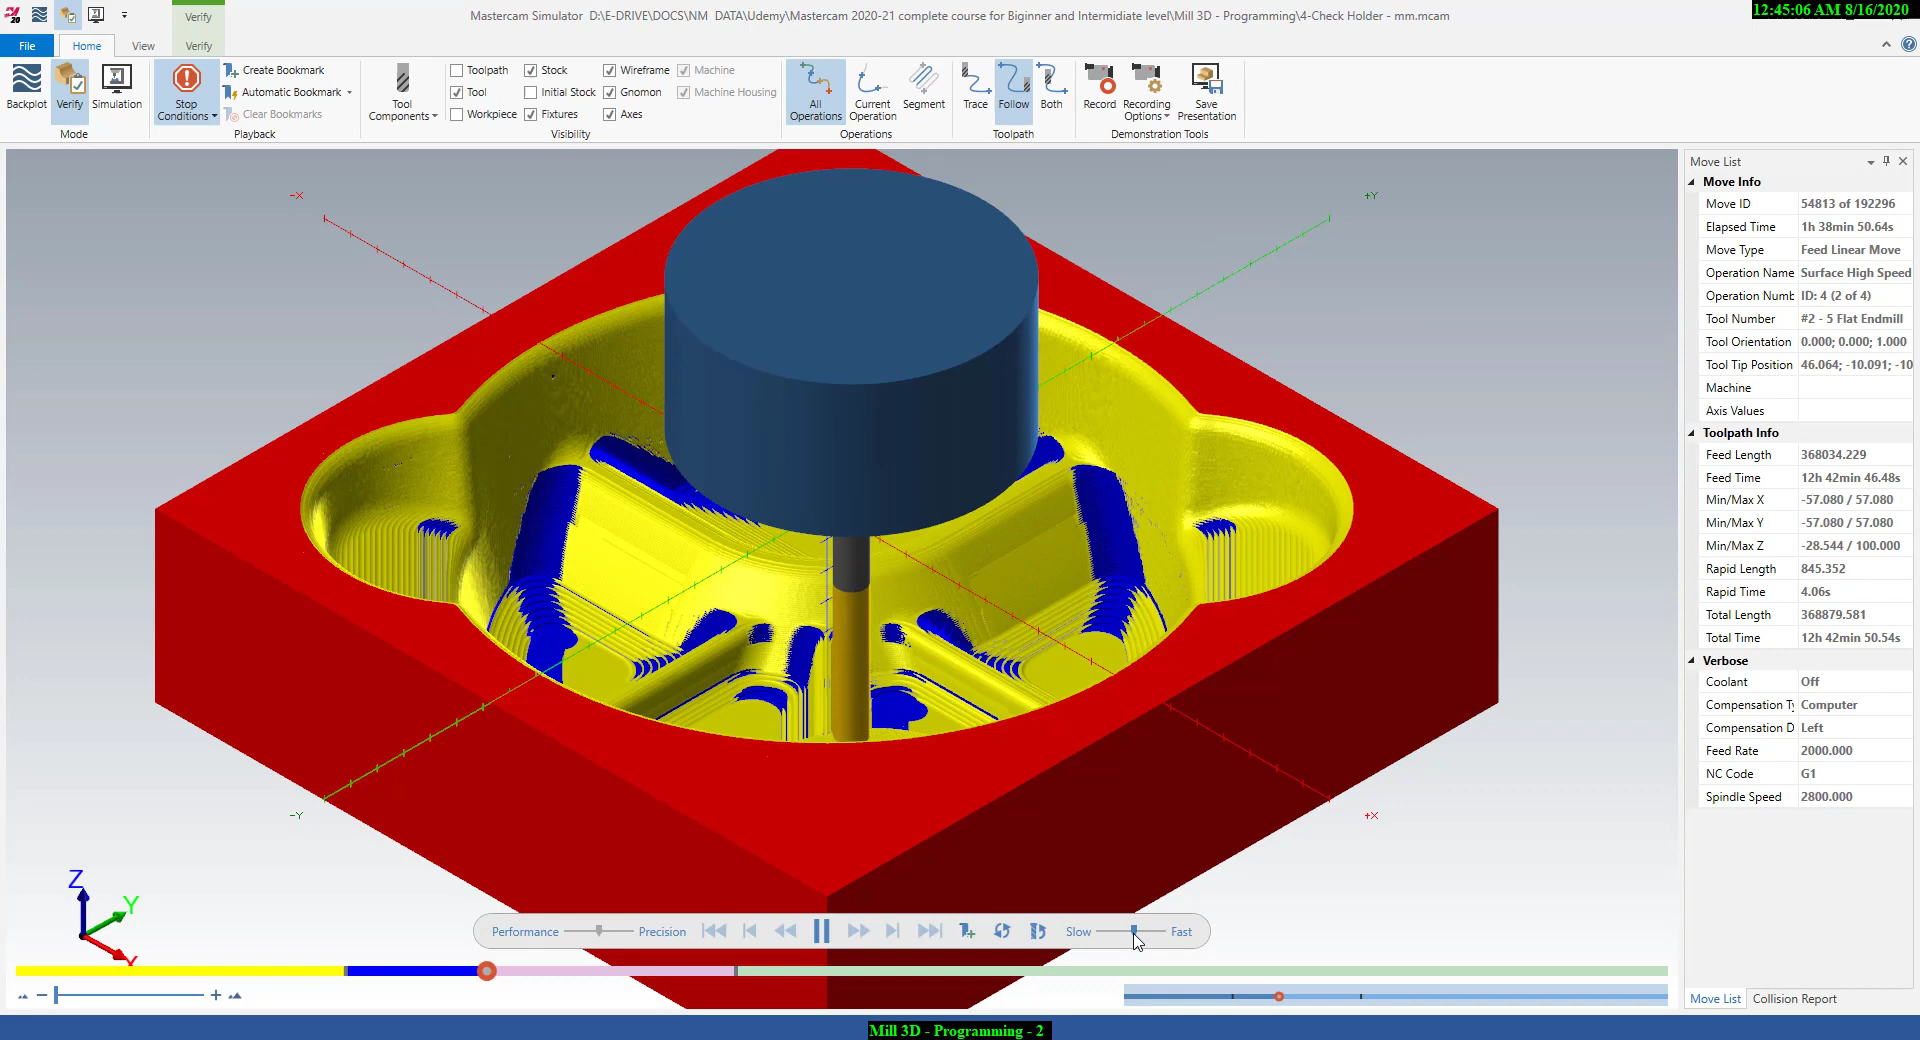 20
Mastercam Simulator D:\E-DRIVE\DOCS\NM DATA\Udemy\Mastercam 2020-21 complete course for Biginner and Intermidiate level\Mill 3D - Programming\4-Check Holder - mm.mcam
12:45:06 AM 8/16/2020
Verify
File Home View Verify
Backplot Verify Simulation
Mode
Stop Conditions
Create Bookmark
Automatic Bookmark
Clear Bookmarks
Playback
Tool Components
Toolpath Stock Wireframe Machine
Tool Initial Stock Gnomon Machine Housing
Workpiece Fixtures Axes
Visibility
All Operations Current Operation Segment
Operations
Trace Follow Both
Toolpath
Record Recording Options Save Presentation
Demonstration Tools
-X
+Y
-Y
+X
Z
Y
X
Move List
Move Info
Move ID 54813 of 192296
Elapsed Time 1h 38min 50.64s
Move Type Feed Linear Move
Operation Name Surface High Speed
Operation Numb ID: 4 (2 of 4)
Tool Number #2 - 5 Flat Endmill
Tool Orientation 0.000; 0.000; 1.000
Tool Tip Position 46.064; -10.091; -10
Machine
Axis Values
Toolpath Info
Feed Length 368034.229
Feed Time 12h 42min 46.48s
Min/Max X -57.080 / 57.080
Min/Max Y -57.080 / 57.080
Min/Max Z -28.544 / 100.000
Rapid Length 845.352
Rapid Time 4.06s
Total Length 368879.581
Total Time 12h 42min 50.54s
Verbose
Coolant Off
Compensation Ty Computer
Compensation D Left
Feed Rate 2000.000
NC Code G1
Spindle Speed 2800.000
Performance Precision Slow Fast
Move List Collision Report
Mill 3D - Programming - 2